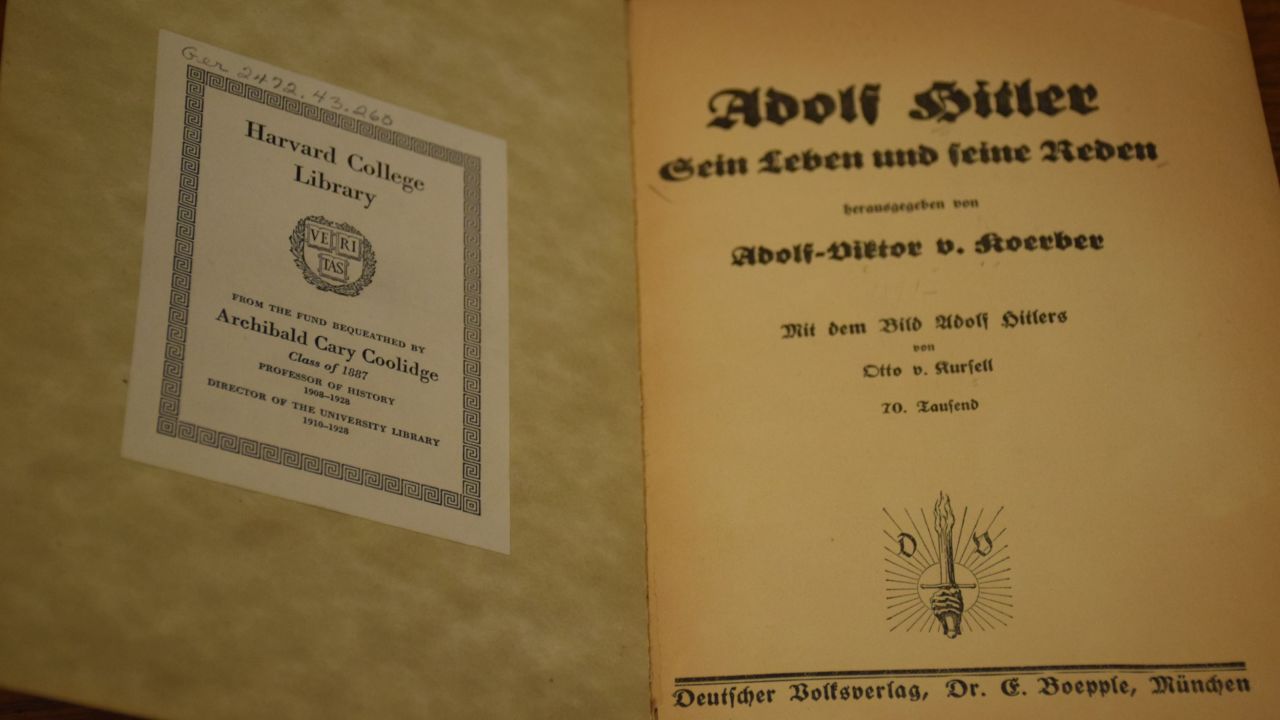 Ger 2472.43.260
Harvard College
Library
VE RI
TAS
FROM THE FUND BEQUEATHED BY
Archibald Cary Coolidge
Class of 1887
PROFESSOR OF HISTORY
1908–1928
DIRECTOR OF THE UNIVERSITY LIBRARY
1910–1928
Adolf Hitler
Sein Leben und seine Reden
herausgegeben von
Adolf-Viktor v. Koerber
Mit dem Bild Adolf Hitlers
von
Otto v. Kursell
70. Tausend
D V
Deutscher Volksverlag, Dr. E. Boepple, München